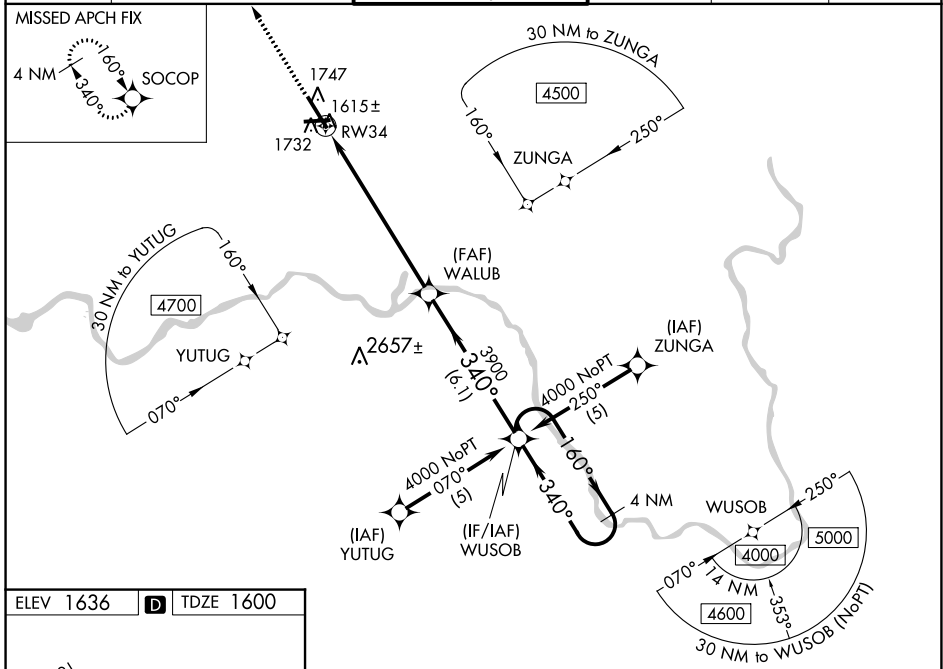 MISSED APCH FIX
4 NM
160°
340°
SOCOP
1747
1615±
1732
RW34
30 NM to ZUNGA
4500
160°
250°
ZUNGA
30 NM to YUTUG
160°
4700
YUTUG
070°
(FAF)
WALUB
2657±
3900
340°
(6.1)
(IAF)
ZUNGA
4000 NoPT
250°
(5)
4000 NoPT
070°
(5)
160°
340°
4 NM
(IAF)
YUTUG
(IF/IAF)
WUSOB
WUSOB
250°
5000
4000
070°
14 NM
4600
353°
30 NM to WUSOB (NoPT)
ELEV 1636
D
TDZE 1600